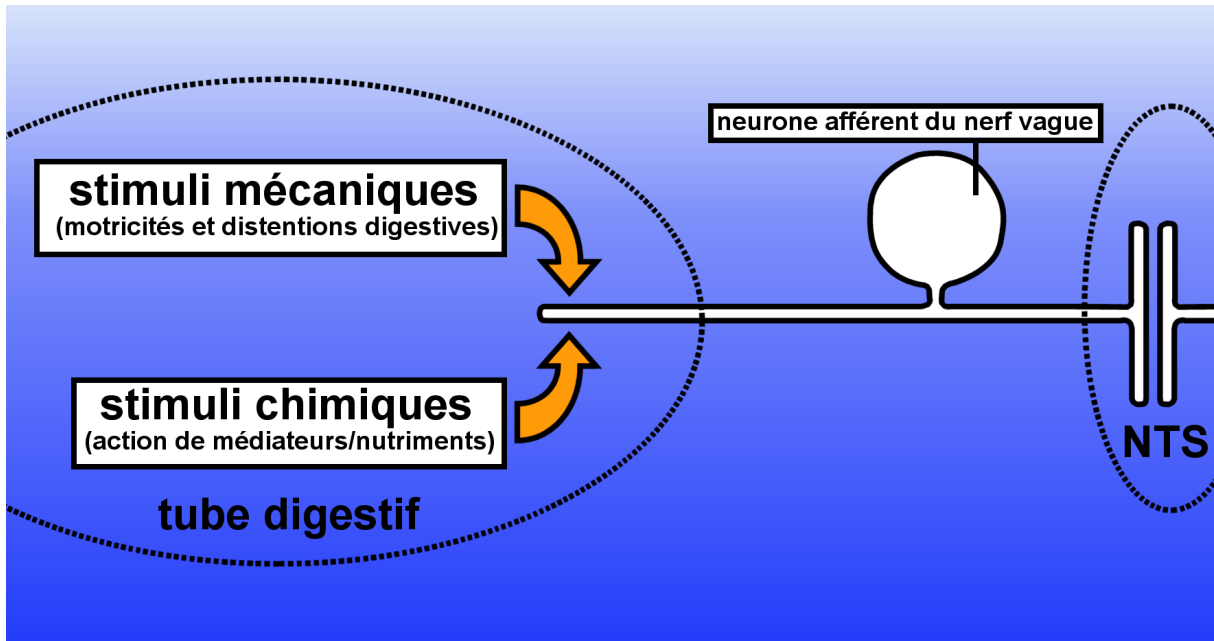 neurone afférent du nerf vague
stimuli mécaniques
(motricités et distentions digestives)
stimuli chimiques
(action de médiateurs/nutriments)
tube digestif
NTS